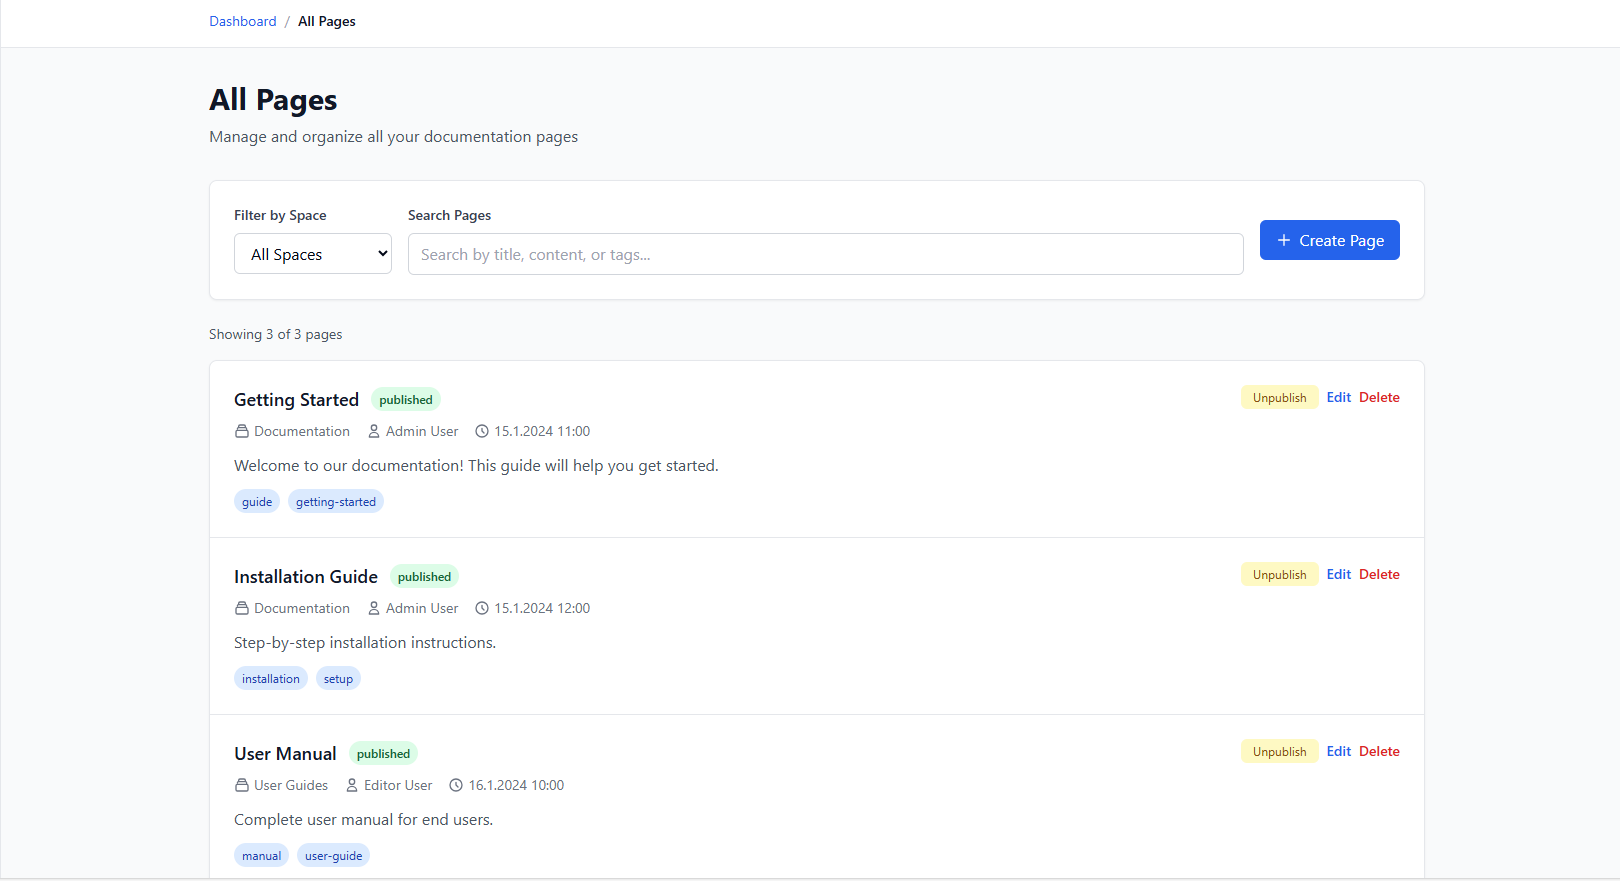 Dashboard / All Pages
All Pages
Manage and organize all your documentation pages
Filter by Space
All Spaces
Search Pages
Search by title, content, or tags...
+ Create Page
Showing 3 of 3 pages
Getting Started published
Unpublish Edit Delete
Documentation Admin User 15.1.2024 11:00
Welcome to our documentation! This guide will help you get started.
guide getting-started
Installation Guide published
Unpublish Edit Delete
Documentation Admin User 15.1.2024 12:00
Step-by-step installation instructions.
installation setup
User Manual published
Unpublish Edit Delete
User Guides Editor User 16.1.2024 10:00
Complete user manual for end users.
manual user-guide